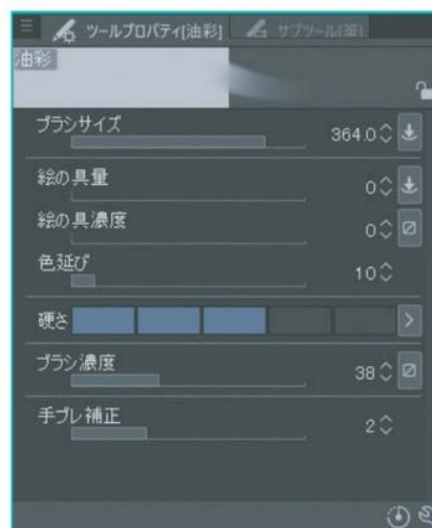 ツールプロパティ[油彩] サブツール[筆]
油彩
ブラシサイズ 364.0
絵の具量 0
絵の具濃度 0
色延び 10
硬さ
ブラシ濃度 38
手ブレ補正 2